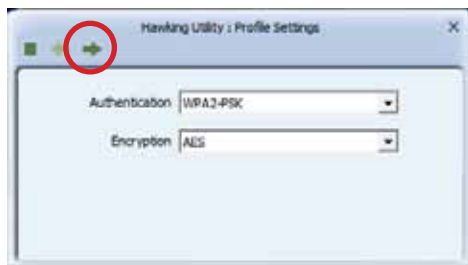 Hawking Utility : Profile Settings X
Authentication WPA2-PSK
Encryption AES